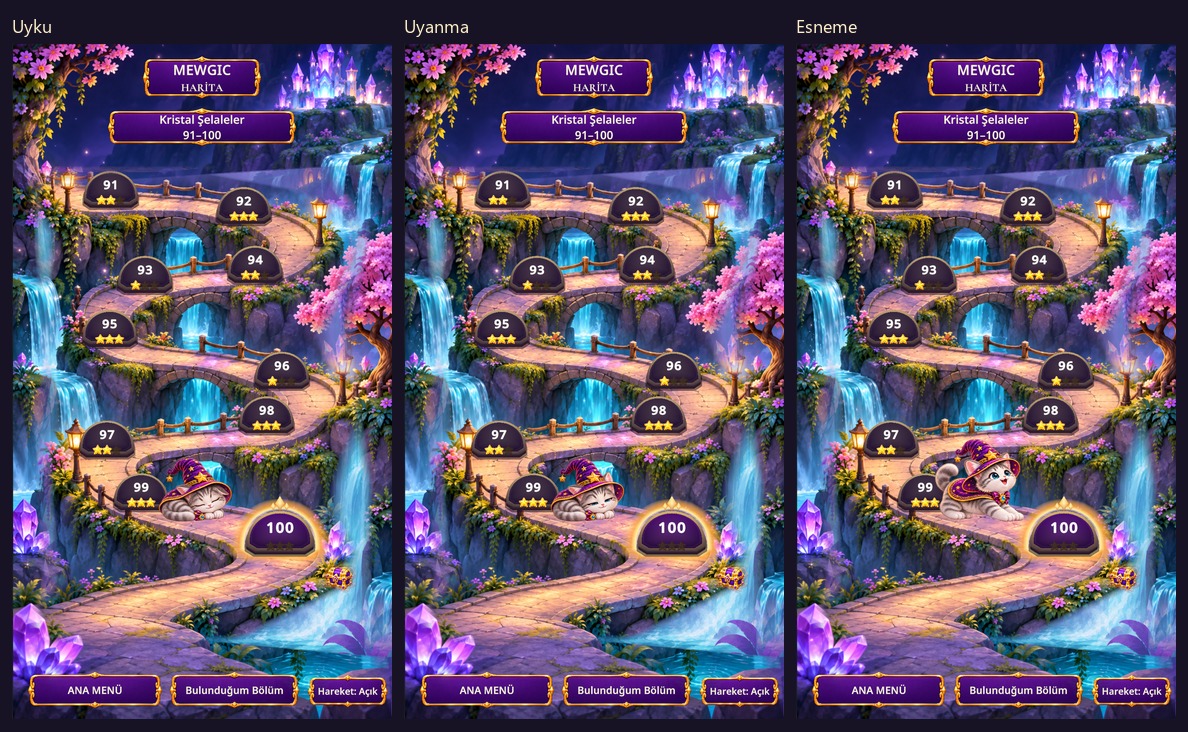 Uyku
MEWGIC
HARİTA
Kristal Şelaleler
91–100
91
92
93
94
95
96
98
97
99
100
ANA MENÜ
Bulunduğum Bölüm
Hareket: Açık
Uyanma
MEWGIC
HARİTA
Kristal Şelaleler
91–100
91
92
93
94
95
96
98
97
99
100
ANA MENÜ
Bulunduğum Bölüm
Hareket: Açık
Esneme
MEWGIC
HARİTA
Kristal Şelaleler
91–100
91
92
93
94
95
96
98
97
99
100
ANA MENÜ
Bulunduğum Bölüm
Hareket: Açık